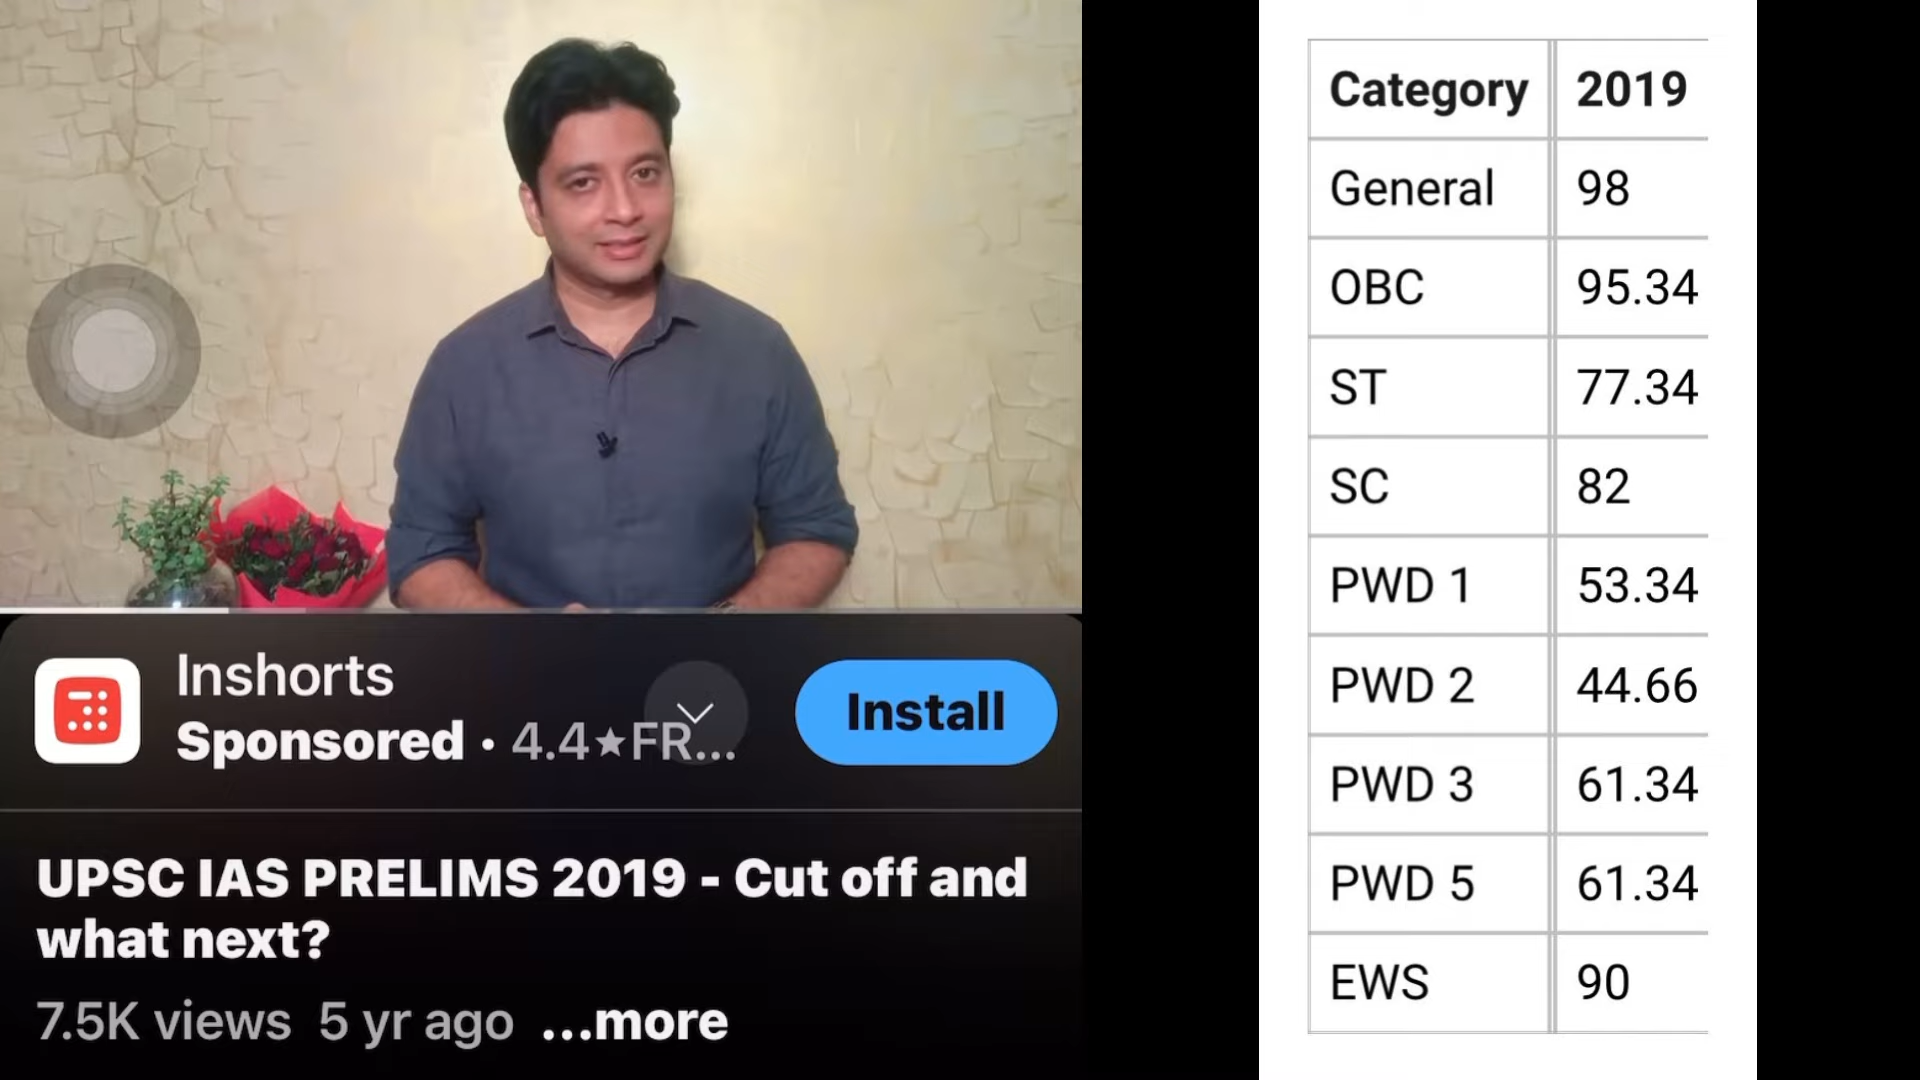 Inshorts
Sponsored • 4.4★FR...
Install
UPSC IAS PRELIMS 2019 - Cut off and
what next?
7.5K views 5 yr ago ...more
Category 2019
General 98
OBC 95.34
ST 77.34
SC 82
PWD 1 53.34
PWD 2 44.66
PWD 3 61.34
PWD 5 61.34
EWS 90